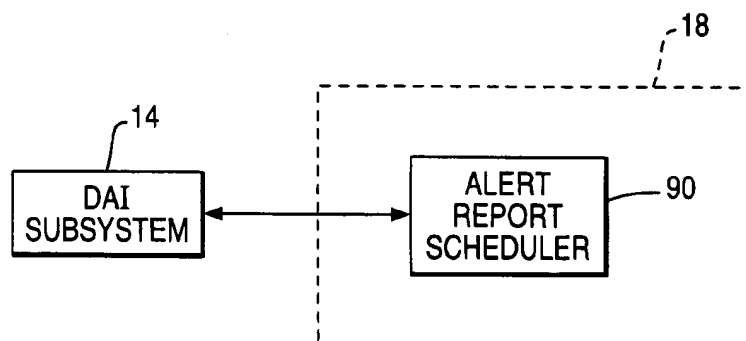 18
14
DAI
SUBSYSTEM
ALERT
REPORT
SCHEDULER
90